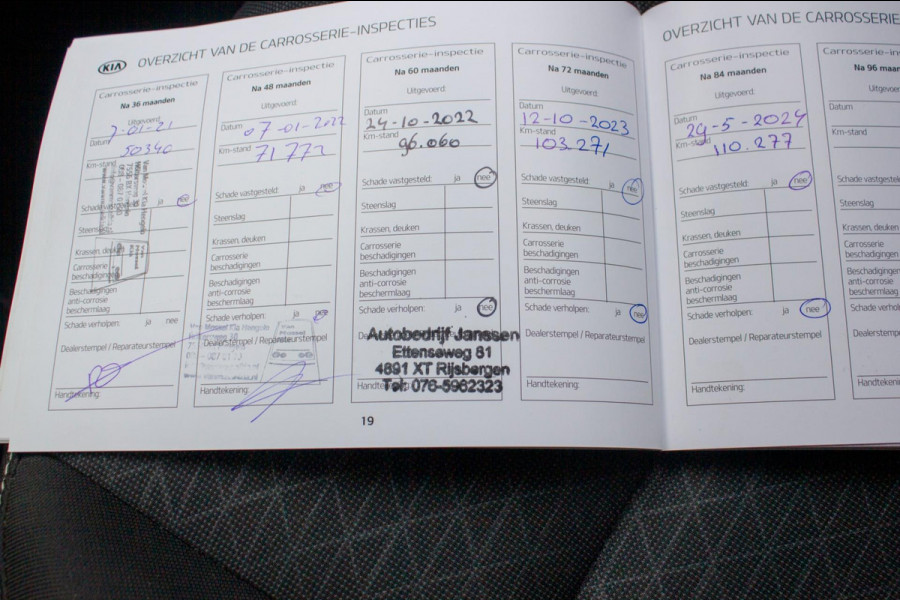 KIA OVERZICHT VAN DE CARROSSERIE-INSPECTIES
Carrosserie-inspectie
Na 36 maanden
Uitgevoerd:
Datum 7-01-21
Km-stand 50340
Schade vastgesteld: ja nee
Steenslag
Krassen, deuken
Carrosserie
beschadigingen
Beschadigingen
anti-corrosie
beschermlaag
Schade verholpen: ja nee
Dealerstempel / Reparateurstempel
Handtekening:
Carrosserie-inspectie
Na 48 maanden
Uitgevoerd:
Datum 07-01-2022
Km-stand 71772
Schade vastgesteld: ja nee
Steenslag
Krassen, deuken
Carrosserie
beschadigingen
Beschadigingen
anti-corrosie
beschermlaag
Schade verholpen: ja nee
Dealerstempel / Reparateurstempel
Handtekening:
Carrosserie-inspectie
Na 60 maanden
Uitgevoerd:
Datum
24-10-2022
Km-stand
96.060
Schade vastgesteld: ja nee
Steenslag
Krassen, deuken
Carrosserie
beschadigingen
Beschadigingen
anti-corrosie
beschermlaag
Schade verholpen: ja nee
Autobedrijf Janssen
Ettenseweg 81
4891 XT Rijsbergen
Tel: 076-5962323
19
Carrosserie-inspectie
Na 72 maanden
Uitgevoerd:
Datum
12-10-2023
Km-stand
103.271
Schade vastgesteld: ja nee
Steenslag
Krassen, deuken
Carrosserie
beschadigingen
Beschadigingen
anti-corrosie
beschermlaag
Schade verholpen: ja nee
Dealerstempel / Reparateurstempel
Handtekening:
OVERZICHT VAN DE CARROSSERIE
Carrosserie-inspectie
Na 84 maanden
Uitgevoerd:
Datum
29-5-2024
Km-stand
110.277
Schade vastgesteld: ja nee
Steenslag
Krassen, deuken
Carrosserie
beschadigingen
Beschadigingen
anti-corrosie
beschermlaag
Schade verholpen: ja nee
Dealerstempel / Reparateurstempel
Handtekening:
Carrosserie-in
Na 96 maan
Uitgevoer
Datum
Km-stand
Schade vastgesteld:
Steenslag
Krassen, deuken
Carrosserie
beschadigingen
Beschadigingen
anti-corrosie
beschermlaag
Schade verholpen
Dealerstempel
Handtekening